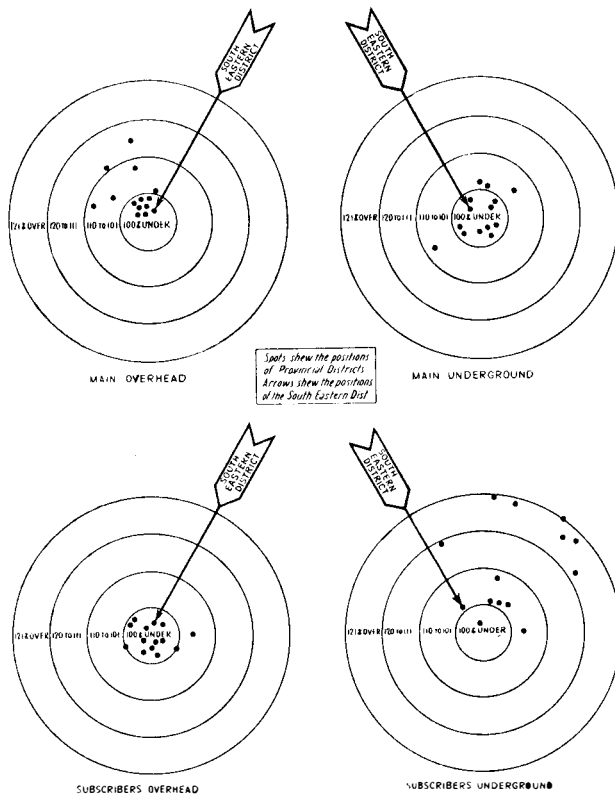 SOUTH
EASTERN
DISTRICT
SOUTH
EASTERN
DISTRICT
121 & OVER 120 to 111 110 to 101 100 & UNDER
121 & OVER 120 to 111 110 to 101 100 & UNDER
MAIN OVERHEAD
MAIN UNDERGROUND
Spots shew the positions
of Provincial Districts
Arrows shew the positions
of the South Eastern Dist
SOUTH
EASTERN
DISTRICT
SOUTH
EASTERN
DISTRICT
121 & OVER 120 to 111 110 to 101 100 & UNDER
121 & OVER 120 to 111 110 to 101 100 & UNDER
SUBSCRIBERS OVERHEAD
SUBSCRIBERS UNDERGROUND